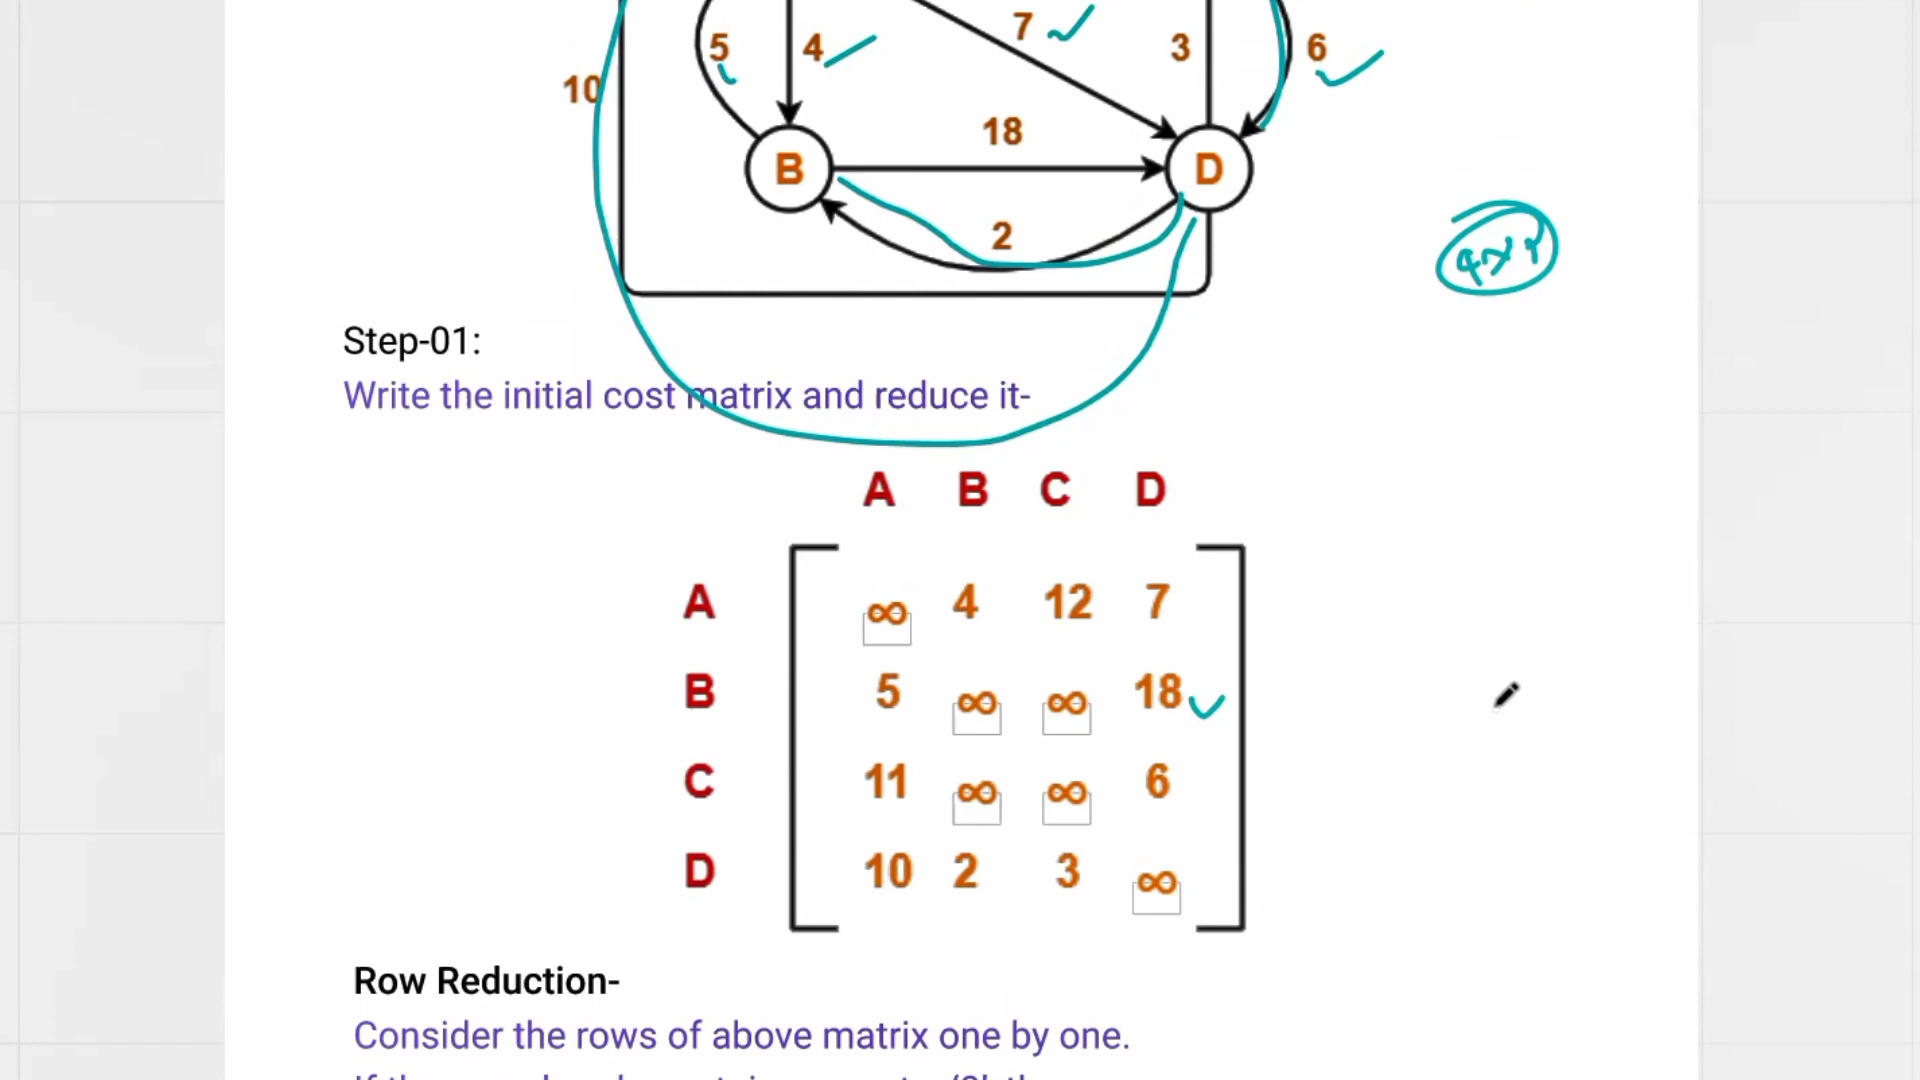 5 4 7 3 6
10
18
B D
2
4x4
Step-01:
Write the initial cost matrix and reduce it-
A B C D
A ∞ 4 12 7
B 5 ∞ ∞ 18
C 11 ∞ ∞ 6
D 10 2 3 ∞
Row Reduction-
Consider the rows of above matrix one by one.